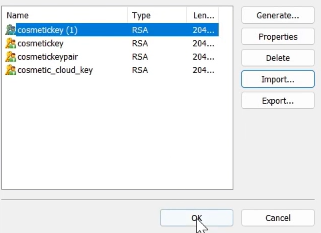 Name Type Len... Generate...
cosmetickey (1) RSA 204...
Properties
cosmetickey RSA 204...
cosmetickeypair RSA 204... Delete
cosmetic_cloud_key RSA 204...
Import...
Export...
OK Cancel